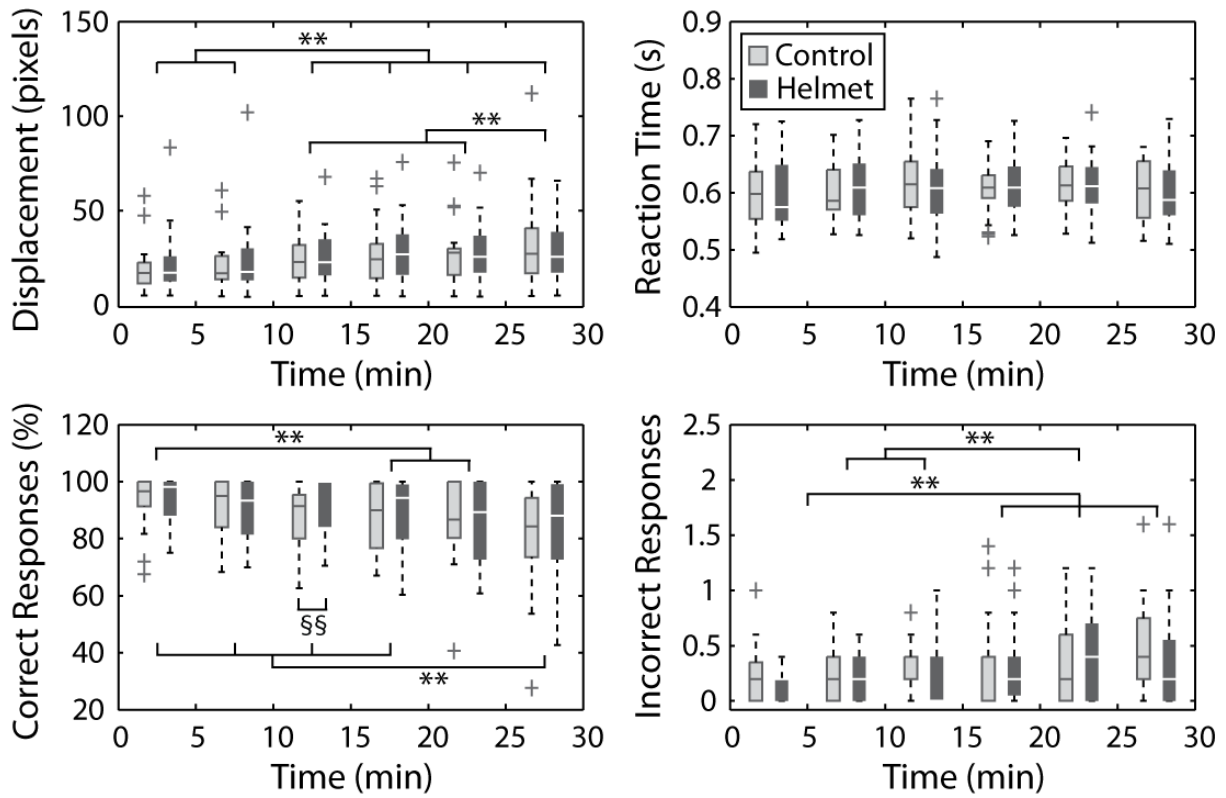 Displacement (pixels)
150
100
50
0
**
**
0 5 10 15 20 25 30
Time (min)
Reaction Time (s)
0.9
0.8
0.7
0.6
0.5
0.4
Control
Helmet
0 5 10 15 20 25 30
Time (min)
Correct Responses (%)
120
100
80
60
40
20
**
§§
**
0 5 10 15 20 25 30
Time (min)
Incorrect Responses
2.5
2
1.5
1
0.5
0
**
**
0 5 10 15 20 25 30
Time (min)